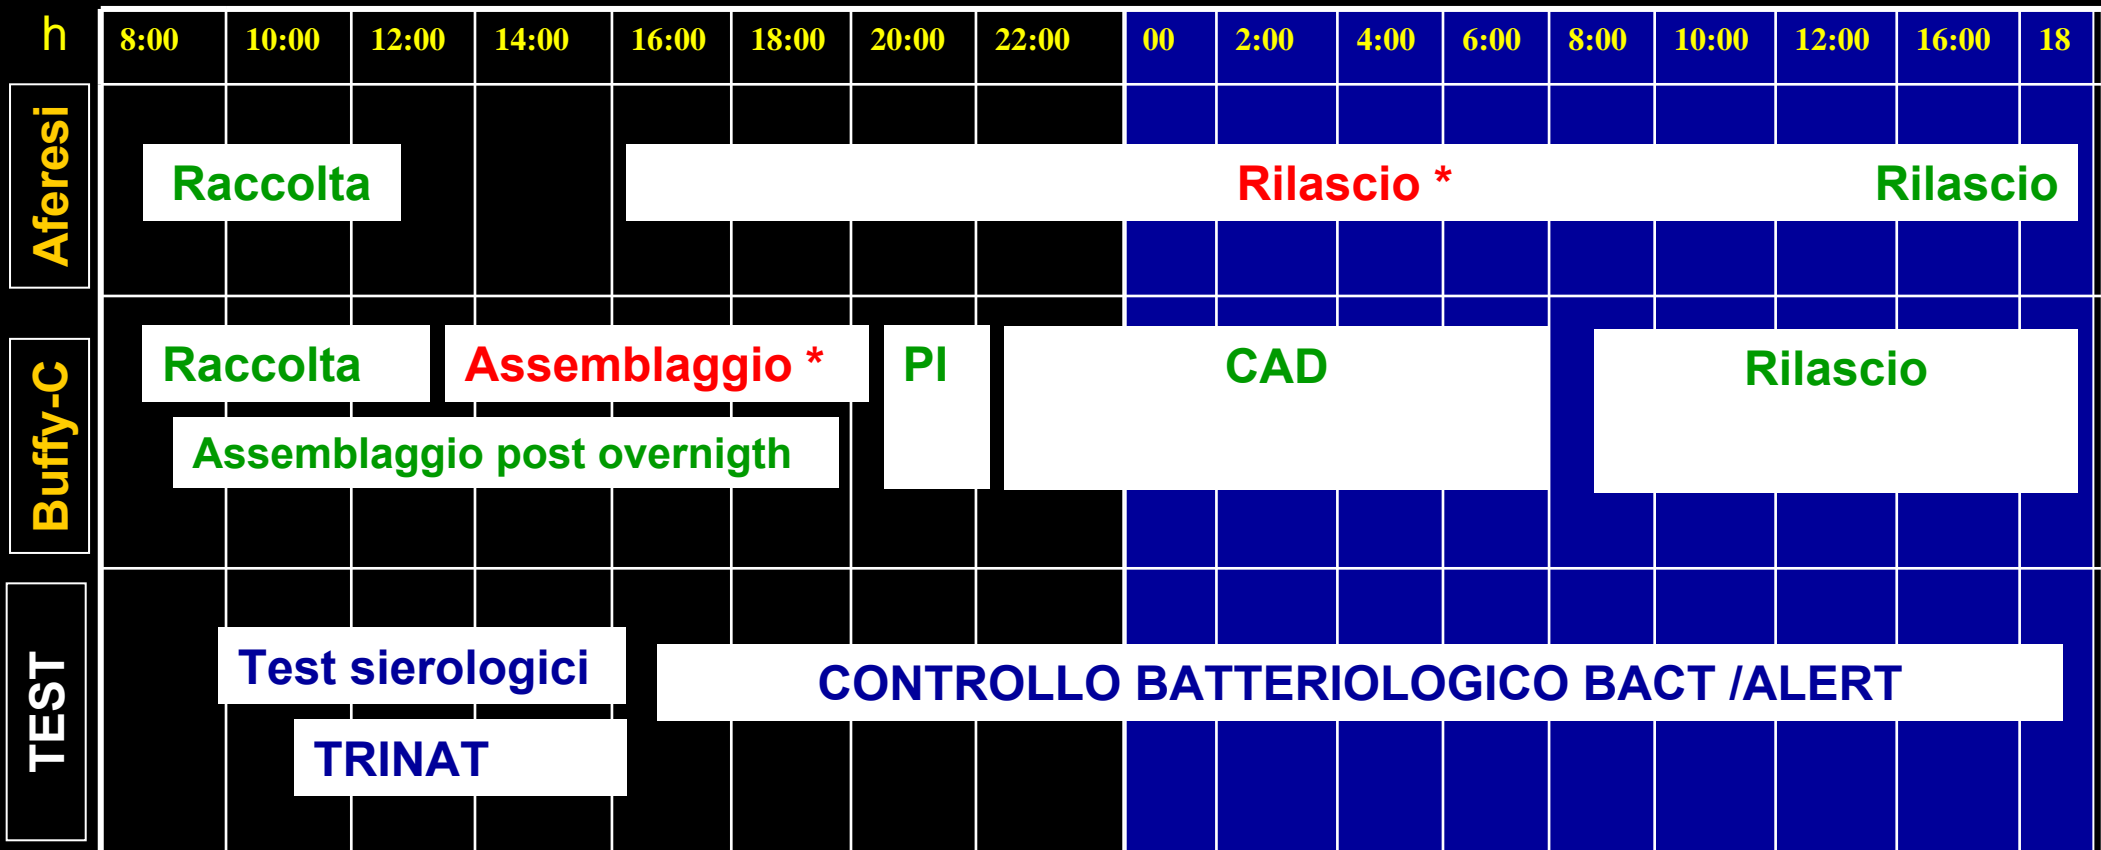 h 8:00 10:00 12:00 14:00 16:00 18:00 20:00 22:00 00 2:00 4:00 6:00 8:00 10:00 12:00 16:00 18
Aferesi
Raccolta Rilascio * Rilascio
Buffy-C
Raccolta Assemblaggio * PI CAD Rilascio
Assemblaggio post overnigth
TEST
Test sierologici CONTROLLO BATTERIOLOGICO BACT /ALERT
TRINAT